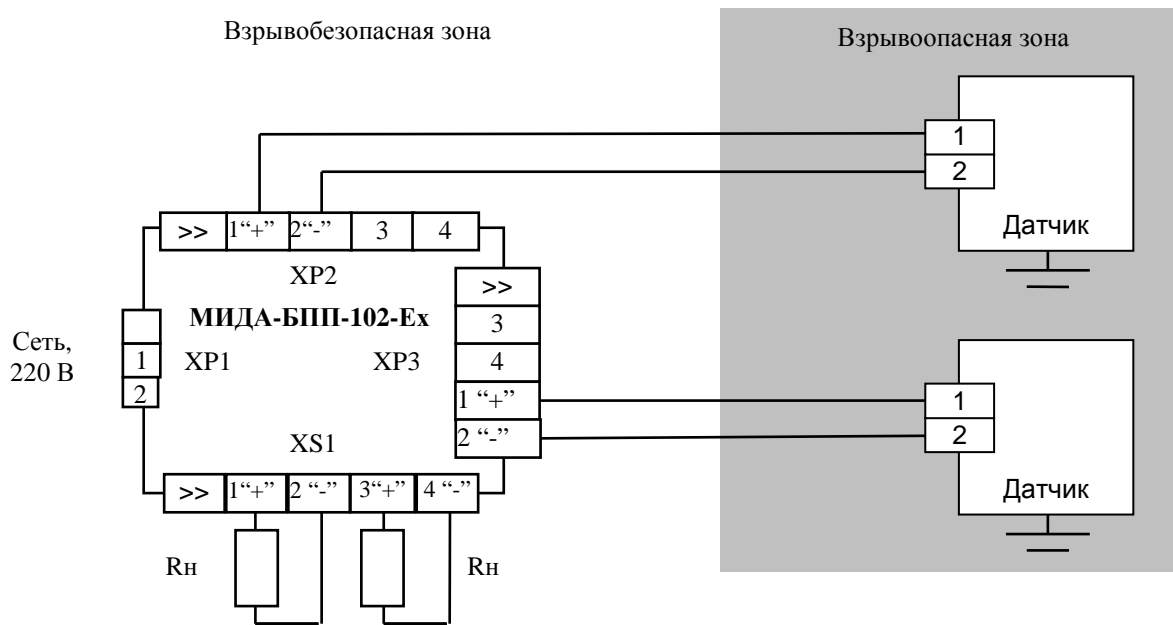 Взрывобезопасная зона
Взрывоопасная зона
1
2
Датчик
>> 1“+” 2“-” 3 4
XP2
МИДА-БПП-102-Ex
Сеть,
220 В
1
2
XP1
XP3
>>
3
4
1 “+”
2 “-”
1
2
Датчик
XS1
>> 1“+” 2 “-” 3“+” 4 “-”
Rн
Rн